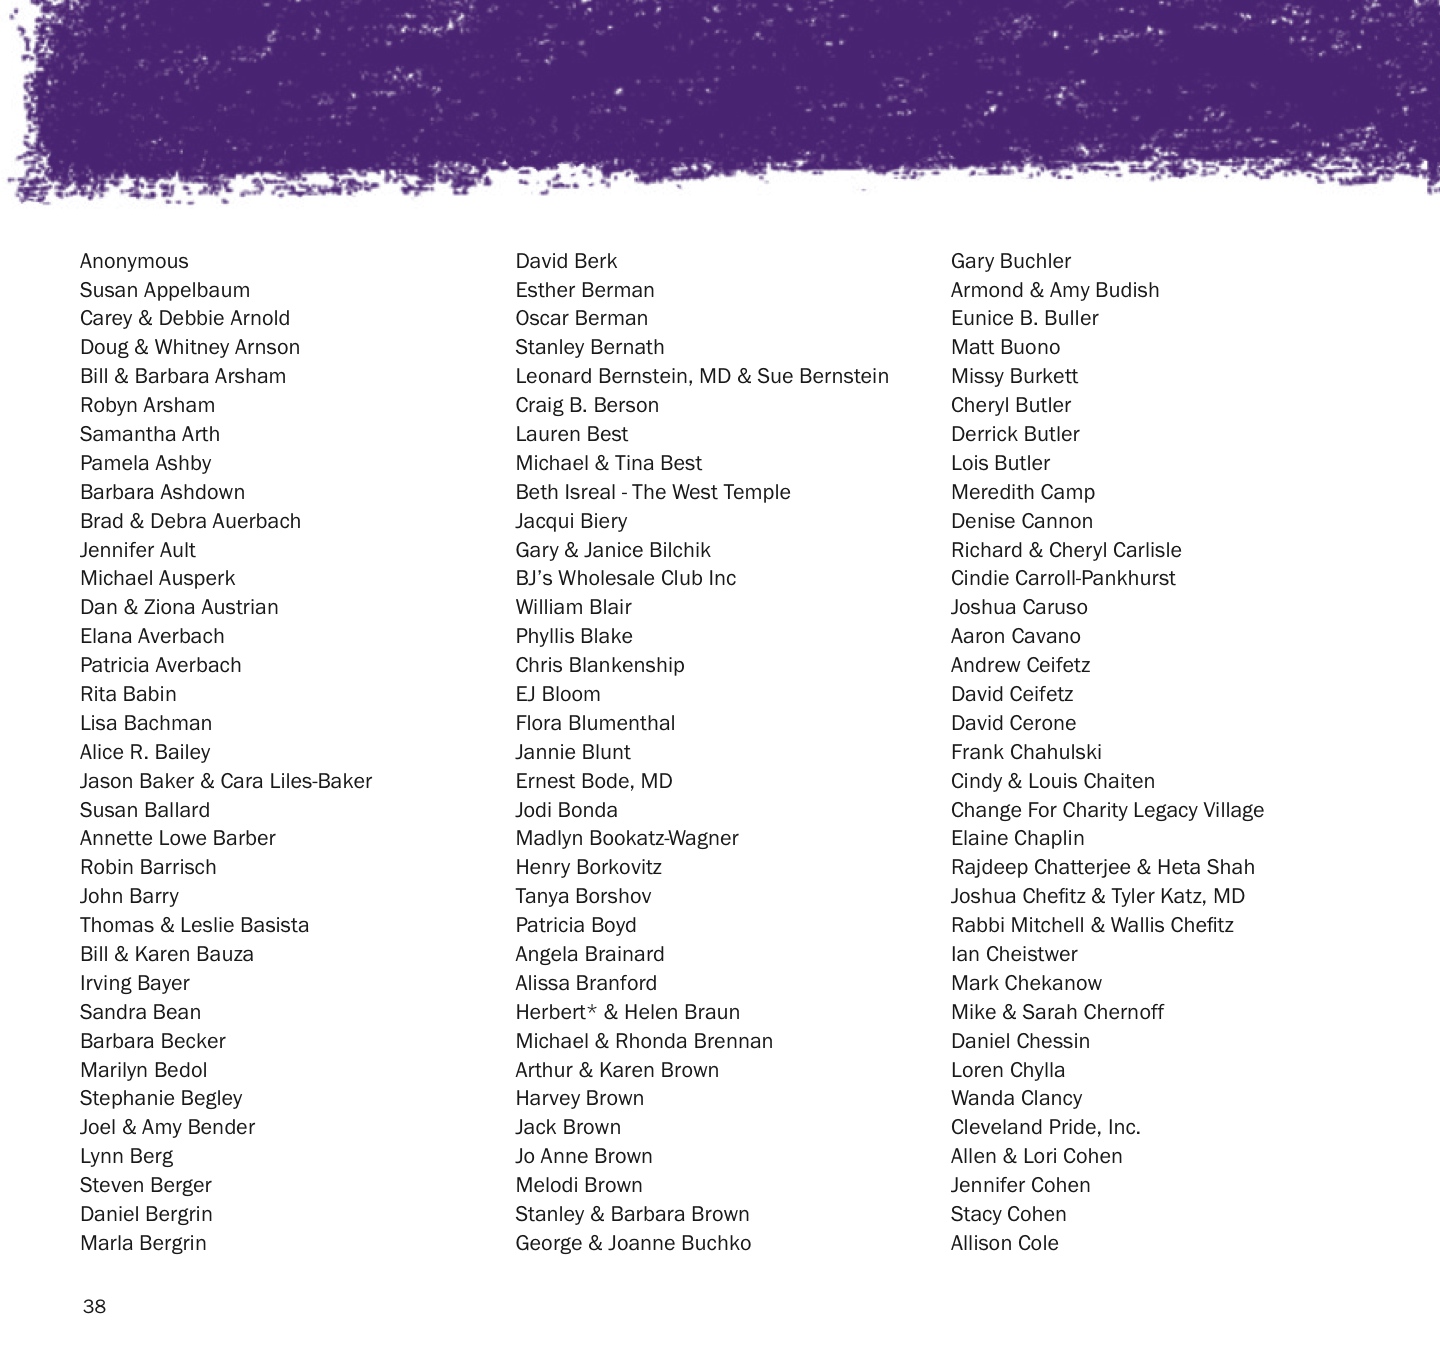 Anonymous
Susan Appelbaum
Carey & Debbie Arnold
Doug & Whitney Arnson
Bill & Barbara Arsham
Robyn Arsham
Samantha Arth
Pamela Ashby
Barbara Ashdown
Brad & Debra Auerbach
Jennifer Ault
Michael Ausperk
Dan & Ziona Austrian
Elana Averbach
Patricia Averbach
Rita Babin
Lisa Bachman
Alice R. Bailey
Jason Baker & Cara Liles-Baker
Susan Ballard
Annette Lowe Barber
Robin Barrisch
John Barry
Thomas & Leslie Basista
Bill & Karen Bauza
Irving Bayer
Sandra Bean
Barbara Becker
Marilyn Bedol
Stephanie Begley
Joel & Amy Bender
Lynn Berg
Steven Berger
Daniel Bergrin
Marla Bergrin
David Berk
Esther Berman
Oscar Berman
Stanley Bernath
Leonard Bernstein, MD & Sue Bernstein
Craig B. Berson
Lauren Best
Michael & Tina Best
Beth Isreal - The West Temple
Jacqui Biery
Gary & Janice Bilchik
BJ’s Wholesale Club Inc
William Blair
Phyllis Blake
Chris Blankenship
EJ Bloom
Flora Blumenthal
Jannie Blunt
Ernest Bode, MD
Jodi Bonda
Madlyn Bookatz-Wagner
Henry Borkovitz
Tanya Borshov
Patricia Boyd
Angela Brainard
Alissa Branford
Herbert* & Helen Braun
Michael & Rhonda Brennan
Arthur & Karen Brown
Harvey Brown
Jack Brown
Jo Anne Brown
Melodi Brown
Stanley & Barbara Brown
George & Joanne Buchko
Gary Buchler
Armond & Amy Budish
Eunice B. Buller
Matt Buono
Missy Burkett
Cheryl Butler
Derrick Butler
Lois Butler
Meredith Camp
Denise Cannon
Richard & Cheryl Carlisle
Cindie Carroll-Pankhurst
Joshua Caruso
Aaron Cavano
Andrew Ceifetz
David Ceifetz
David Cerone
Frank Chahulski
Cindy & Louis Chaiten
Change For Charity Legacy Village
Elaine Chaplin
Rajdeep Chatterjee & Heta Shah
Joshua Chefitz & Tyler Katz, MD
Rabbi Mitchell & Wallis Chefitz
Ian Cheistwer
Mark Chekanow
Mike & Sarah Chernoff
Daniel Chessin
Loren Chylla
Wanda Clancy
Cleveland Pride, Inc.
Allen & Lori Cohen
Jennifer Cohen
Stacy Cohen
Allison Cole
38